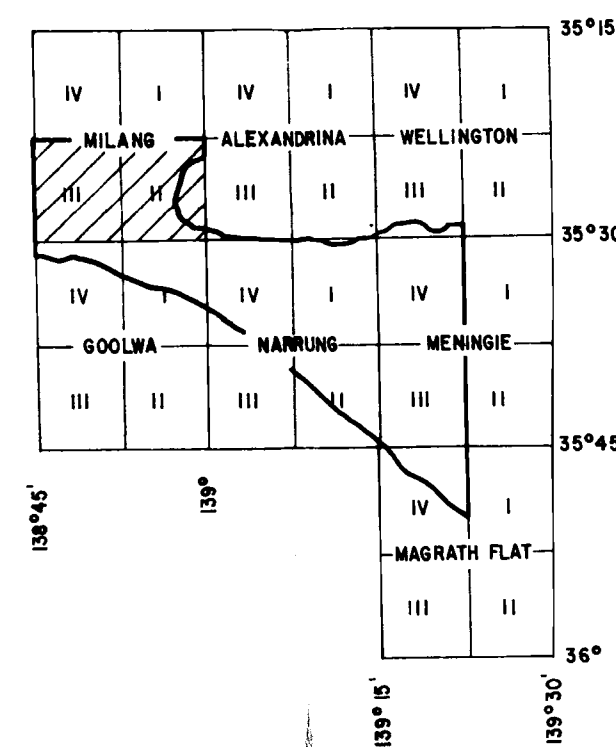 35°15
IV I IV I IV I
MILANG ALEXANDRINA WELLINGTON
III II III II III II
35°30
IV I IV I IV I
GOOLWA NARRUNG MENINGIE
III II III II III II
35°45
138°45'
139°
IV I
MAGRATH FLAT
III II
36°
139°15'
139°30'